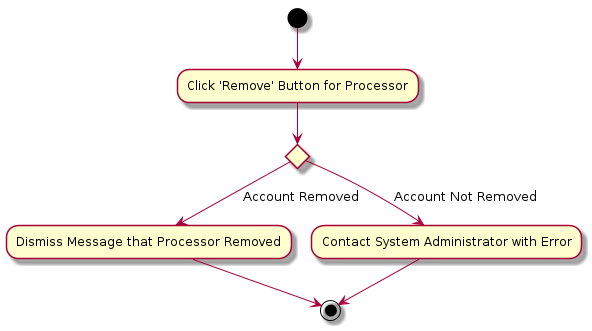 Click 'Remove' Button for Processor
Account Removed
Account Not Removed
Dismiss Message that Processor Removed
Contact System Administrator with Error